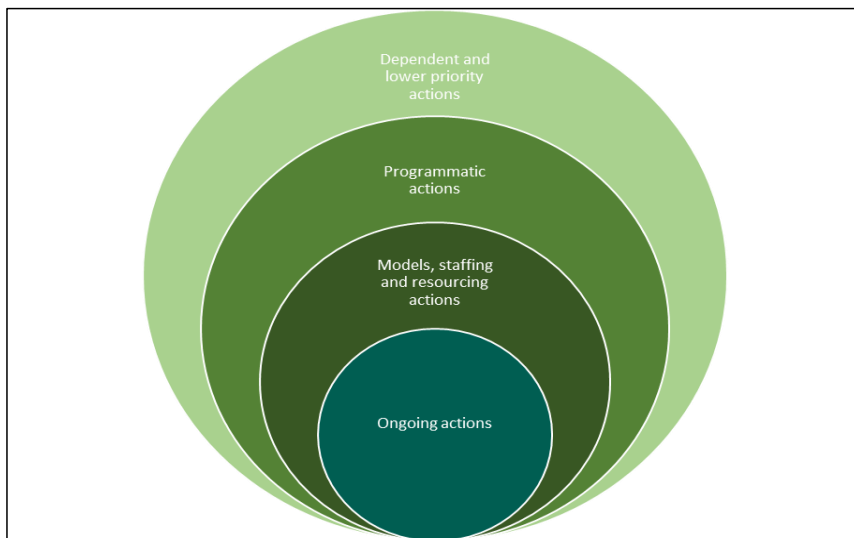 Dependent and
lower priority
actions
Programmatic
actions
Models, staffing
and resourcing
actions
Ongoing actions